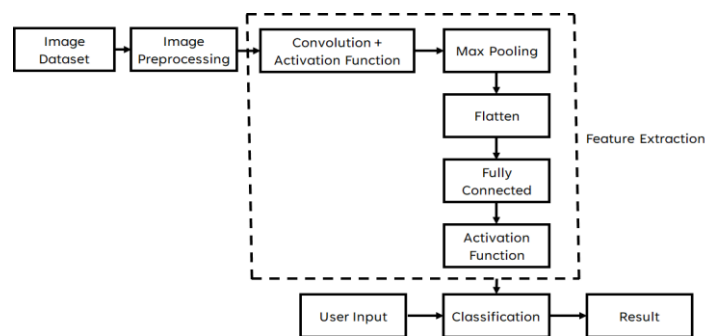 Image
Dataset
Image
Preprocessing
Convolution +
Activation Function
Max Pooling
Flatten
Feature Extraction
Fully
Connected
Activation
Function
User Input
Classification
Result